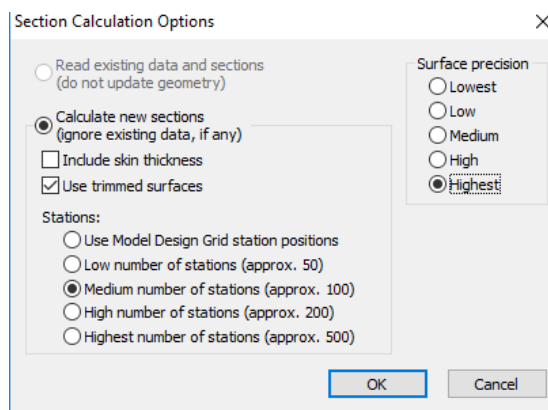 Section Calculation Options
Read existing data and sections
(do not update geometry)
Calculate new sections
(ignore existing data, if any)
Include skin thickness
Use trimmed surfaces
Stations:
Use Model Design Grid station positions
Low number of stations (approx. 50)
Medium number of stations (approx. 100)
High number of stations (approx. 200)
Highest number of stations (approx. 500)
Surface precision
Lowest
Low
Medium
High
Highest
OK
Cancel